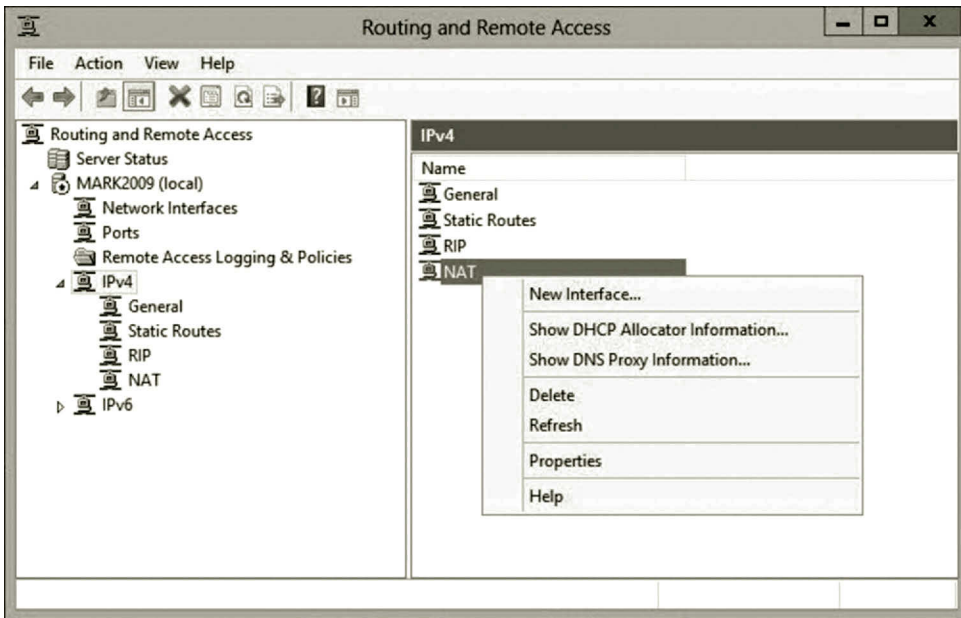 Routing and Remote Access
File Action View Help
Routing and Remote Access
Server Status
MARK2009 (local)
Network Interfaces
Ports
Remote Access Logging & Policies
IPv4
General
Static Routes
RIP
NAT
IPv6
IPv4
Name
General
Static Routes
RIP
NAT
New Interface...
Show DHCP Allocator Information...
Show DNS Proxy Information...
Delete
Refresh
Properties
Help